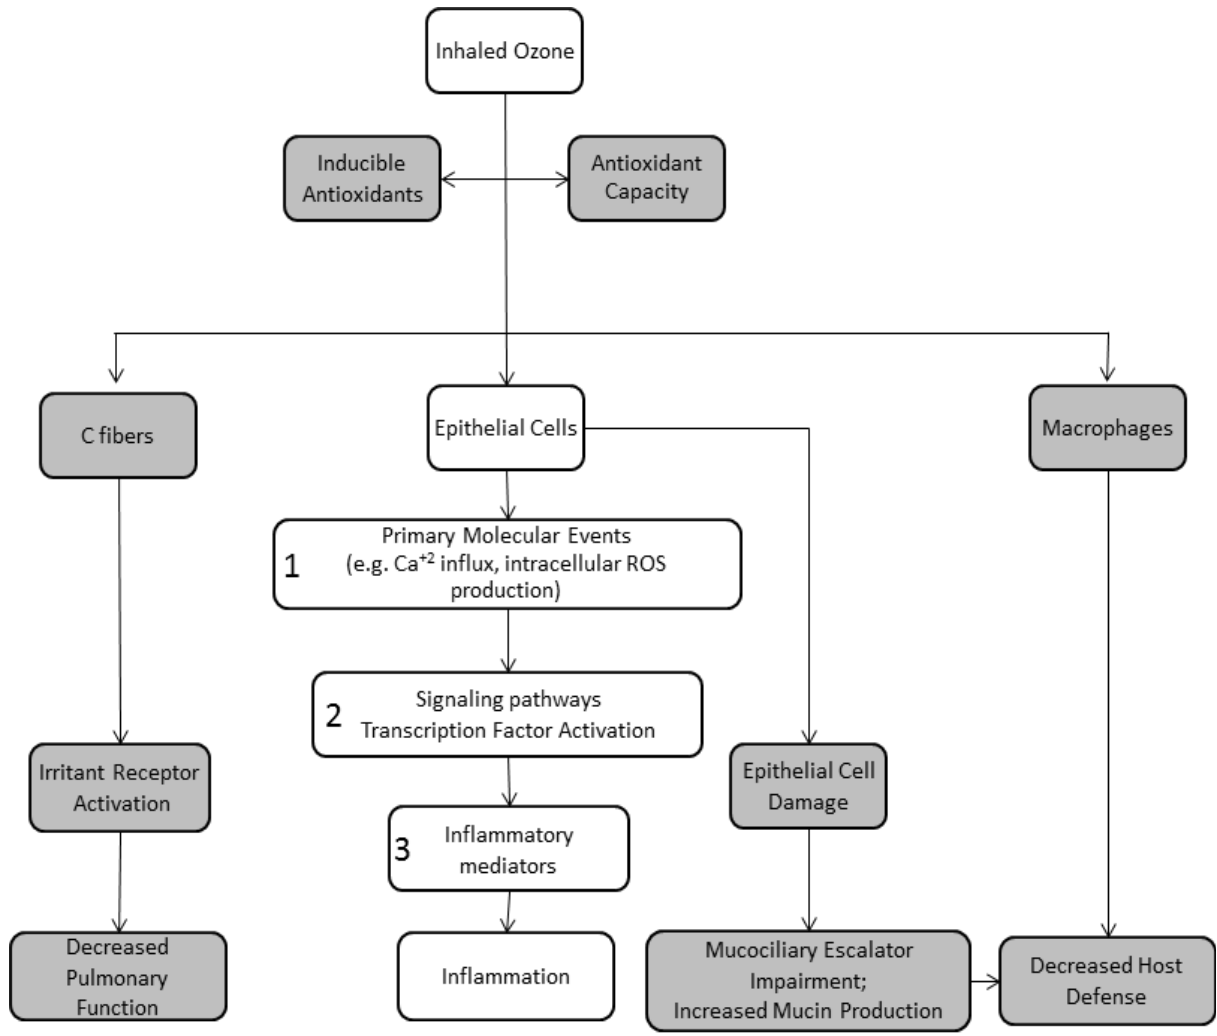 Inhaled Ozone
Inducible
Antioxidants
Antioxidant
Capacity
C fibers
Epithelial Cells
Macrophages
1
Primary Molecular Events
(e.g. Ca⁺² influx, intracellular ROS
production)
2
Signaling pathways
Transcription Factor Activation
Irritant Receptor
Activation
Epithelial Cell
Damage
3
Inflammatory
mediators
Decreased
Pulmonary
Function
Inflammation
Mucociliary Escalator
Impairment;
Increased Mucin Production
Decreased Host
Defense